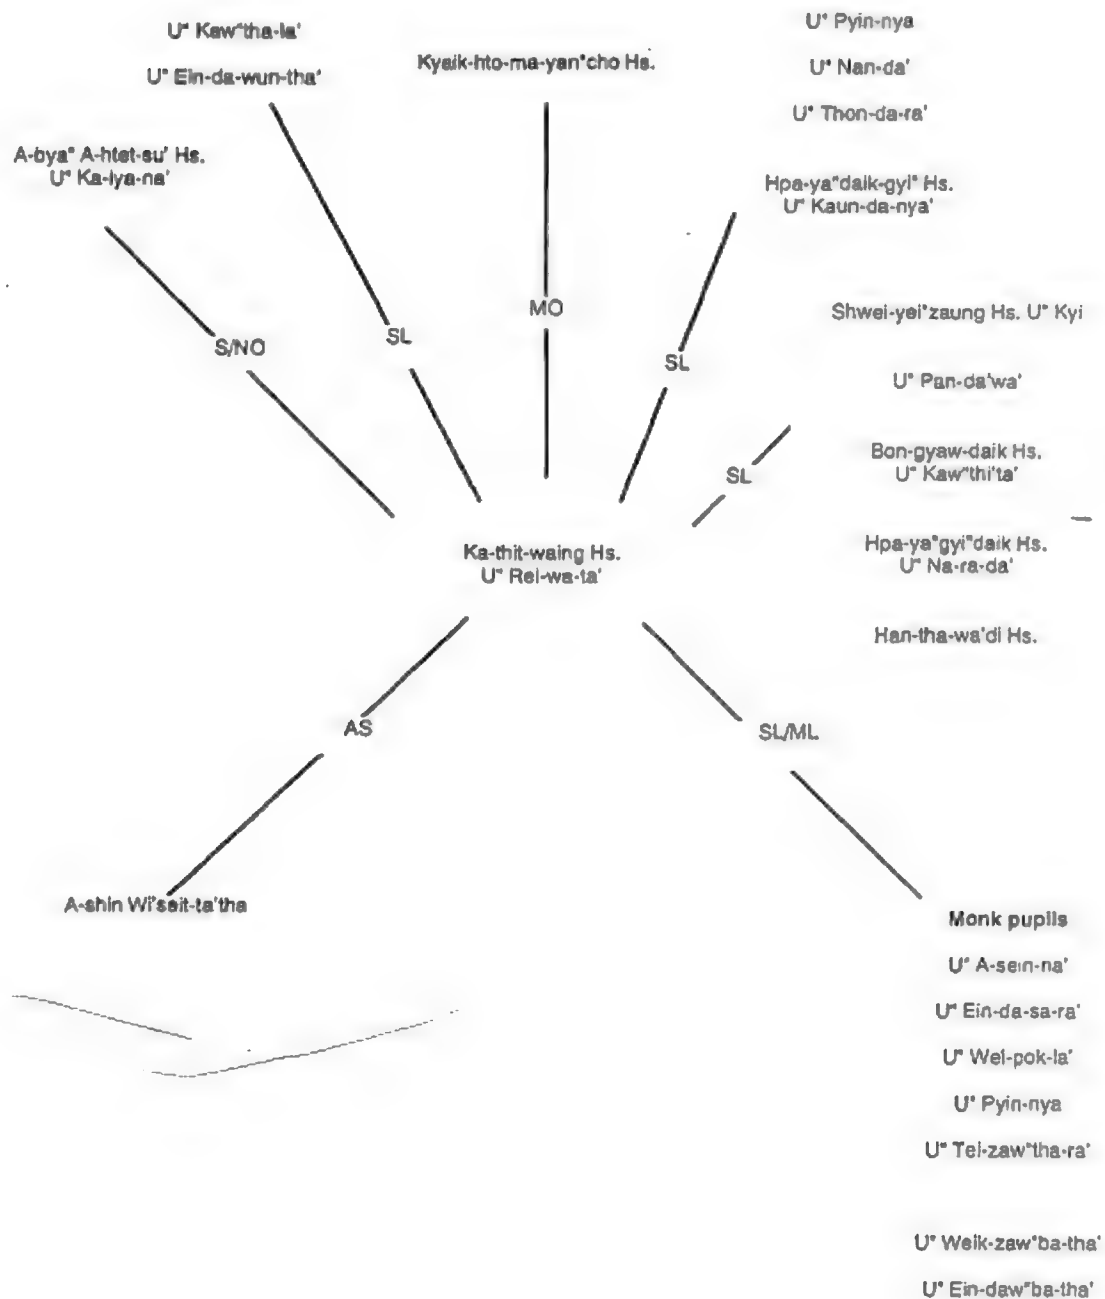 U" Kaw"tha-la'
U" Ein-da-wun-tha'
A-bya" A-htet-su' Hs.
U" Ka-lya-na'
Kyaik-hto-ma-yan"cho Hs.
U" Pyin-nya
U" Nan-da'
U" Thon-da-ra'
Hpa-ya"daik-gyi" Hs.
U" Kaun-da-nya'
S/NO
SL
MO
SL
SL
Shwei-yei"zaung Hs. U" Kyi
U" Pan-da'wa'
Bon-gyaw-daik Hs.
U" Kaw"thi'ta'
Hpa-ya"gyi"daik Hs.
U" Na-ra-da'
Han-tha-wa'di Hs.
Ka-thit-waing Hs.
U" Rei-wa-ta'
AS
SL/ML
A-shin Wi'seit-ta'tha
Monk pupils
U" A-sein-na'
U" Ein-da-sa-ra'
U" Wei-pok-la'
U" Pyin-nya
U" Tei-zaw"tha-ra'
U" Weik-zaw"ba-tha'
U" Ein-daw"ba-tha'